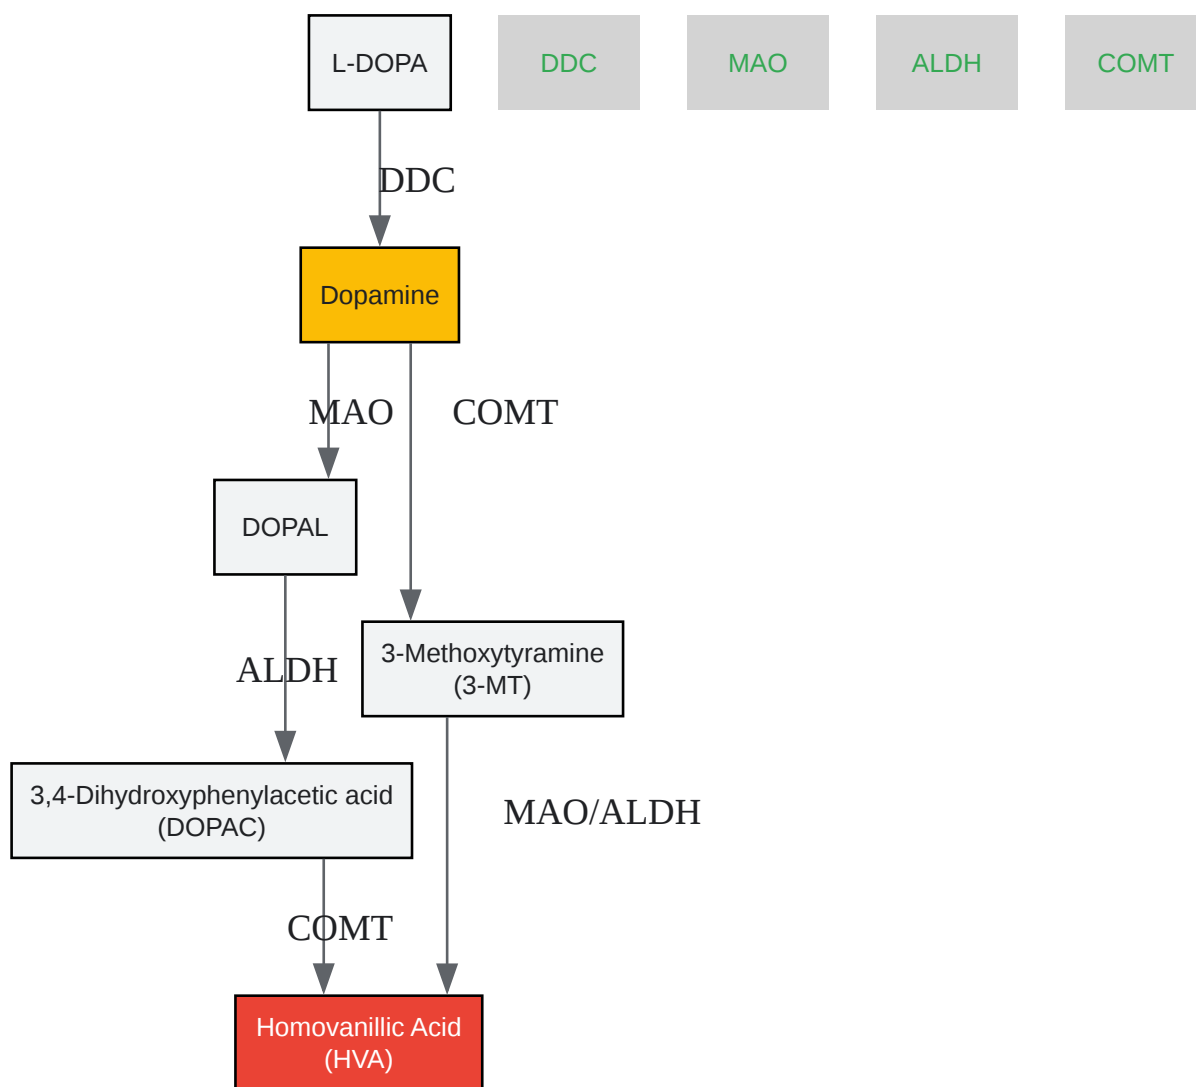 L-DOPA
DDC
MAO
ALDH
COMT
DDC
Dopamine
MAO
COMT
DOPAL
ALDH
3-Methoxytyramine
(3-MT)
3,4-Dihydroxyphenylacetic acid
(DOPAC)
MAO/ALDH
COMT
Homovanillic Acid
(HVA)